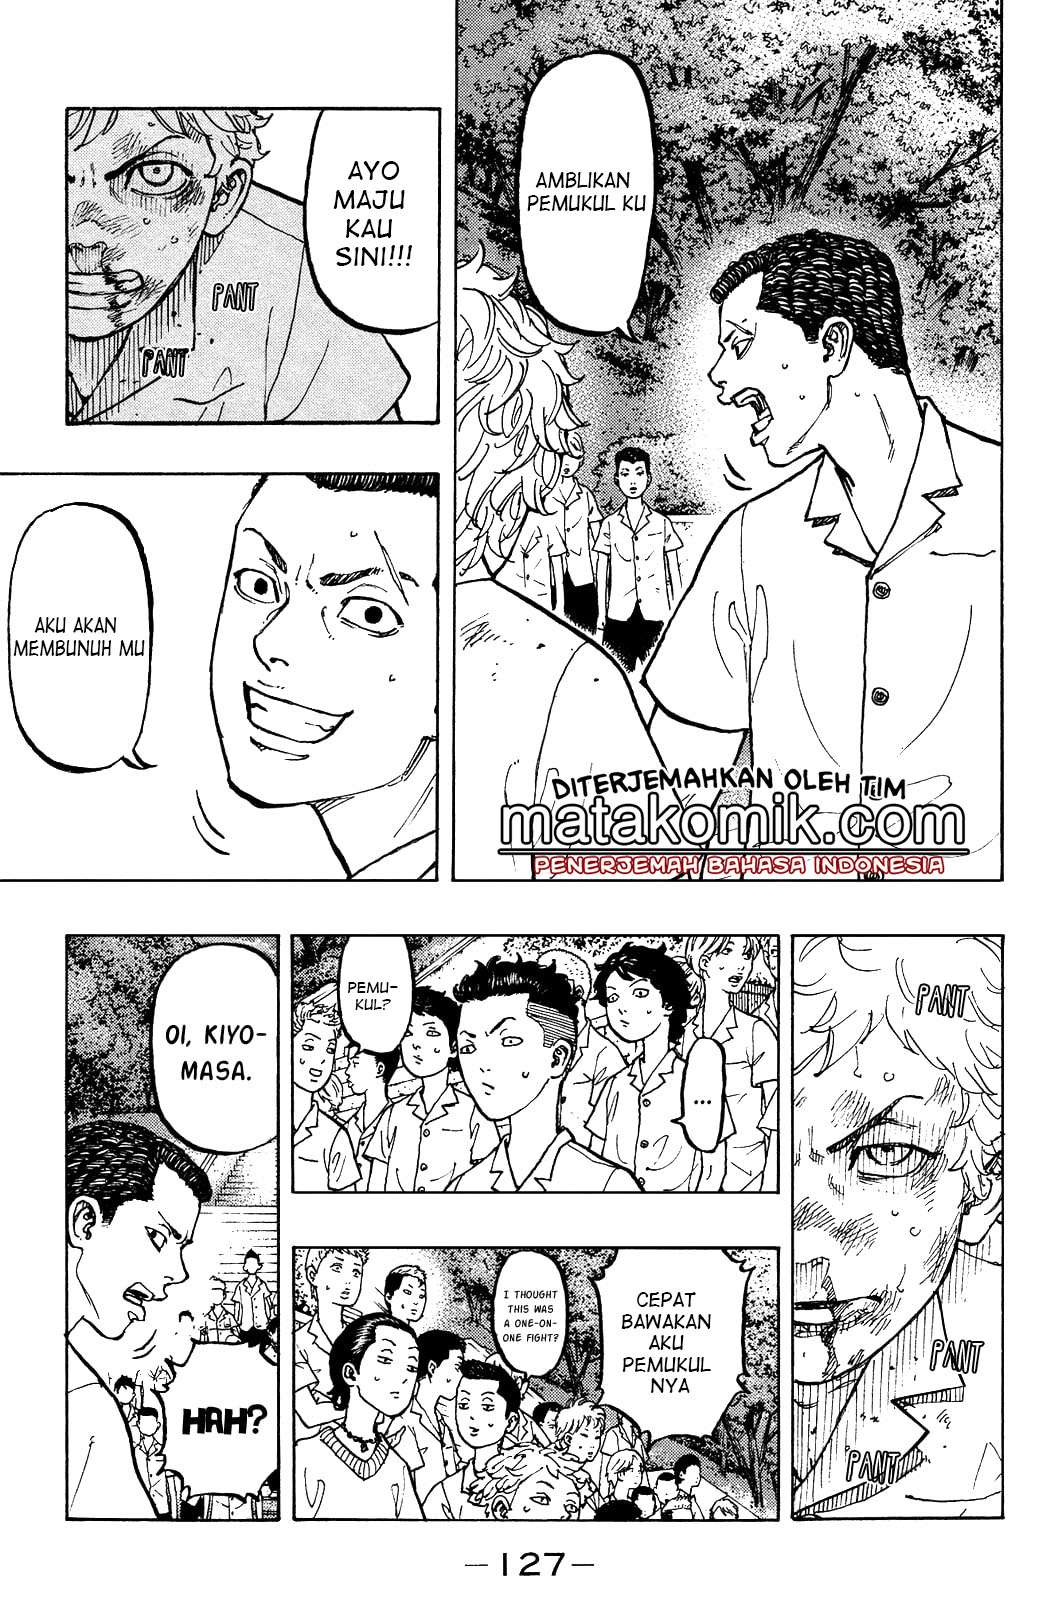 AMBLIKAN
PEMUKUL KU
AYO
MAJU
KAU
SINI!!!
PANT
PANT
AKU AKAN
MEMBUNUH MU
DITERJEMAHKAN OLEH TIIM
matakomik.com
PENERJEMAH BAHASA INDONESIA
PANT
PANT
PANT
PEMU-
KUL?
...
CEPAT
BAWAKAN
AKU
PEMUKUL
NYA
I THOUGHT
THIS WAS
A ONE-ON-
ONE FIGHT?
OI, KIYO-
MASA.
HAH?
-127-